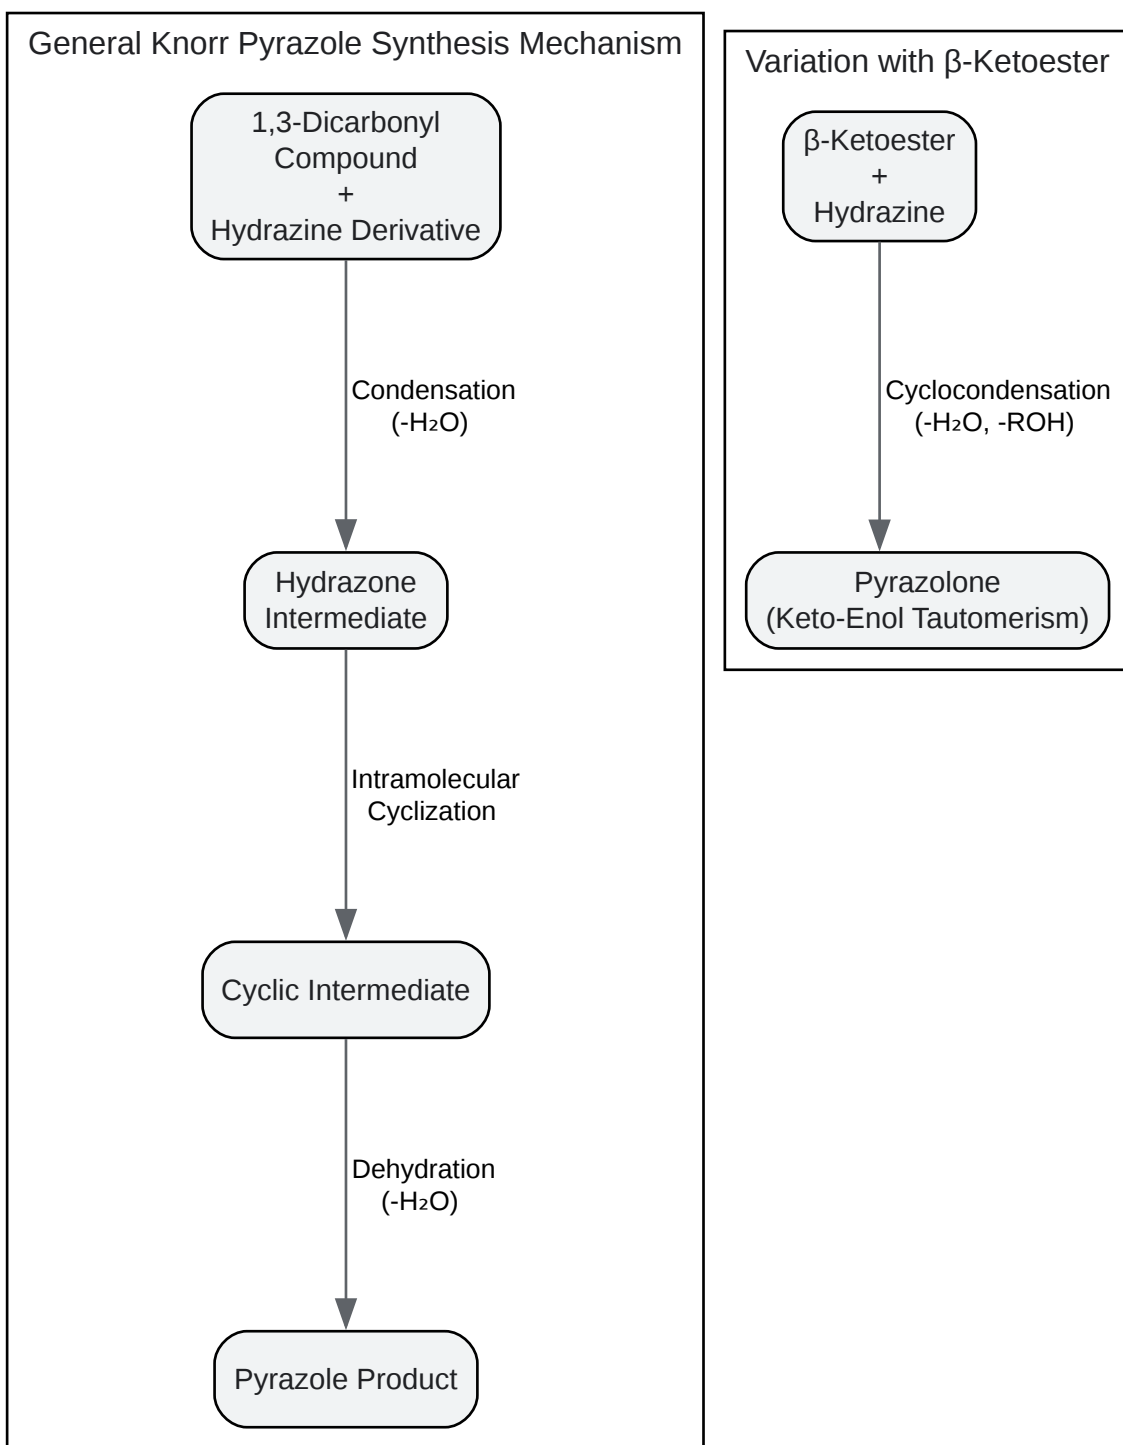 General Knorr Pyrazole Synthesis Mechanism
1,3-Dicarbonyl
Compound
+
Hydrazine Derivative
Condensation
(-H₂O)
Hydrazone
Intermediate
Intramolecular
Cyclization
Cyclic Intermediate
Dehydration
(-H₂O)
Pyrazole Product
Variation with β-Ketoester
β-Ketoester
+
Hydrazine
Cyclocondensation
(-H₂O, -ROH)
Pyrazolone
(Keto-Enol Tautomerism)